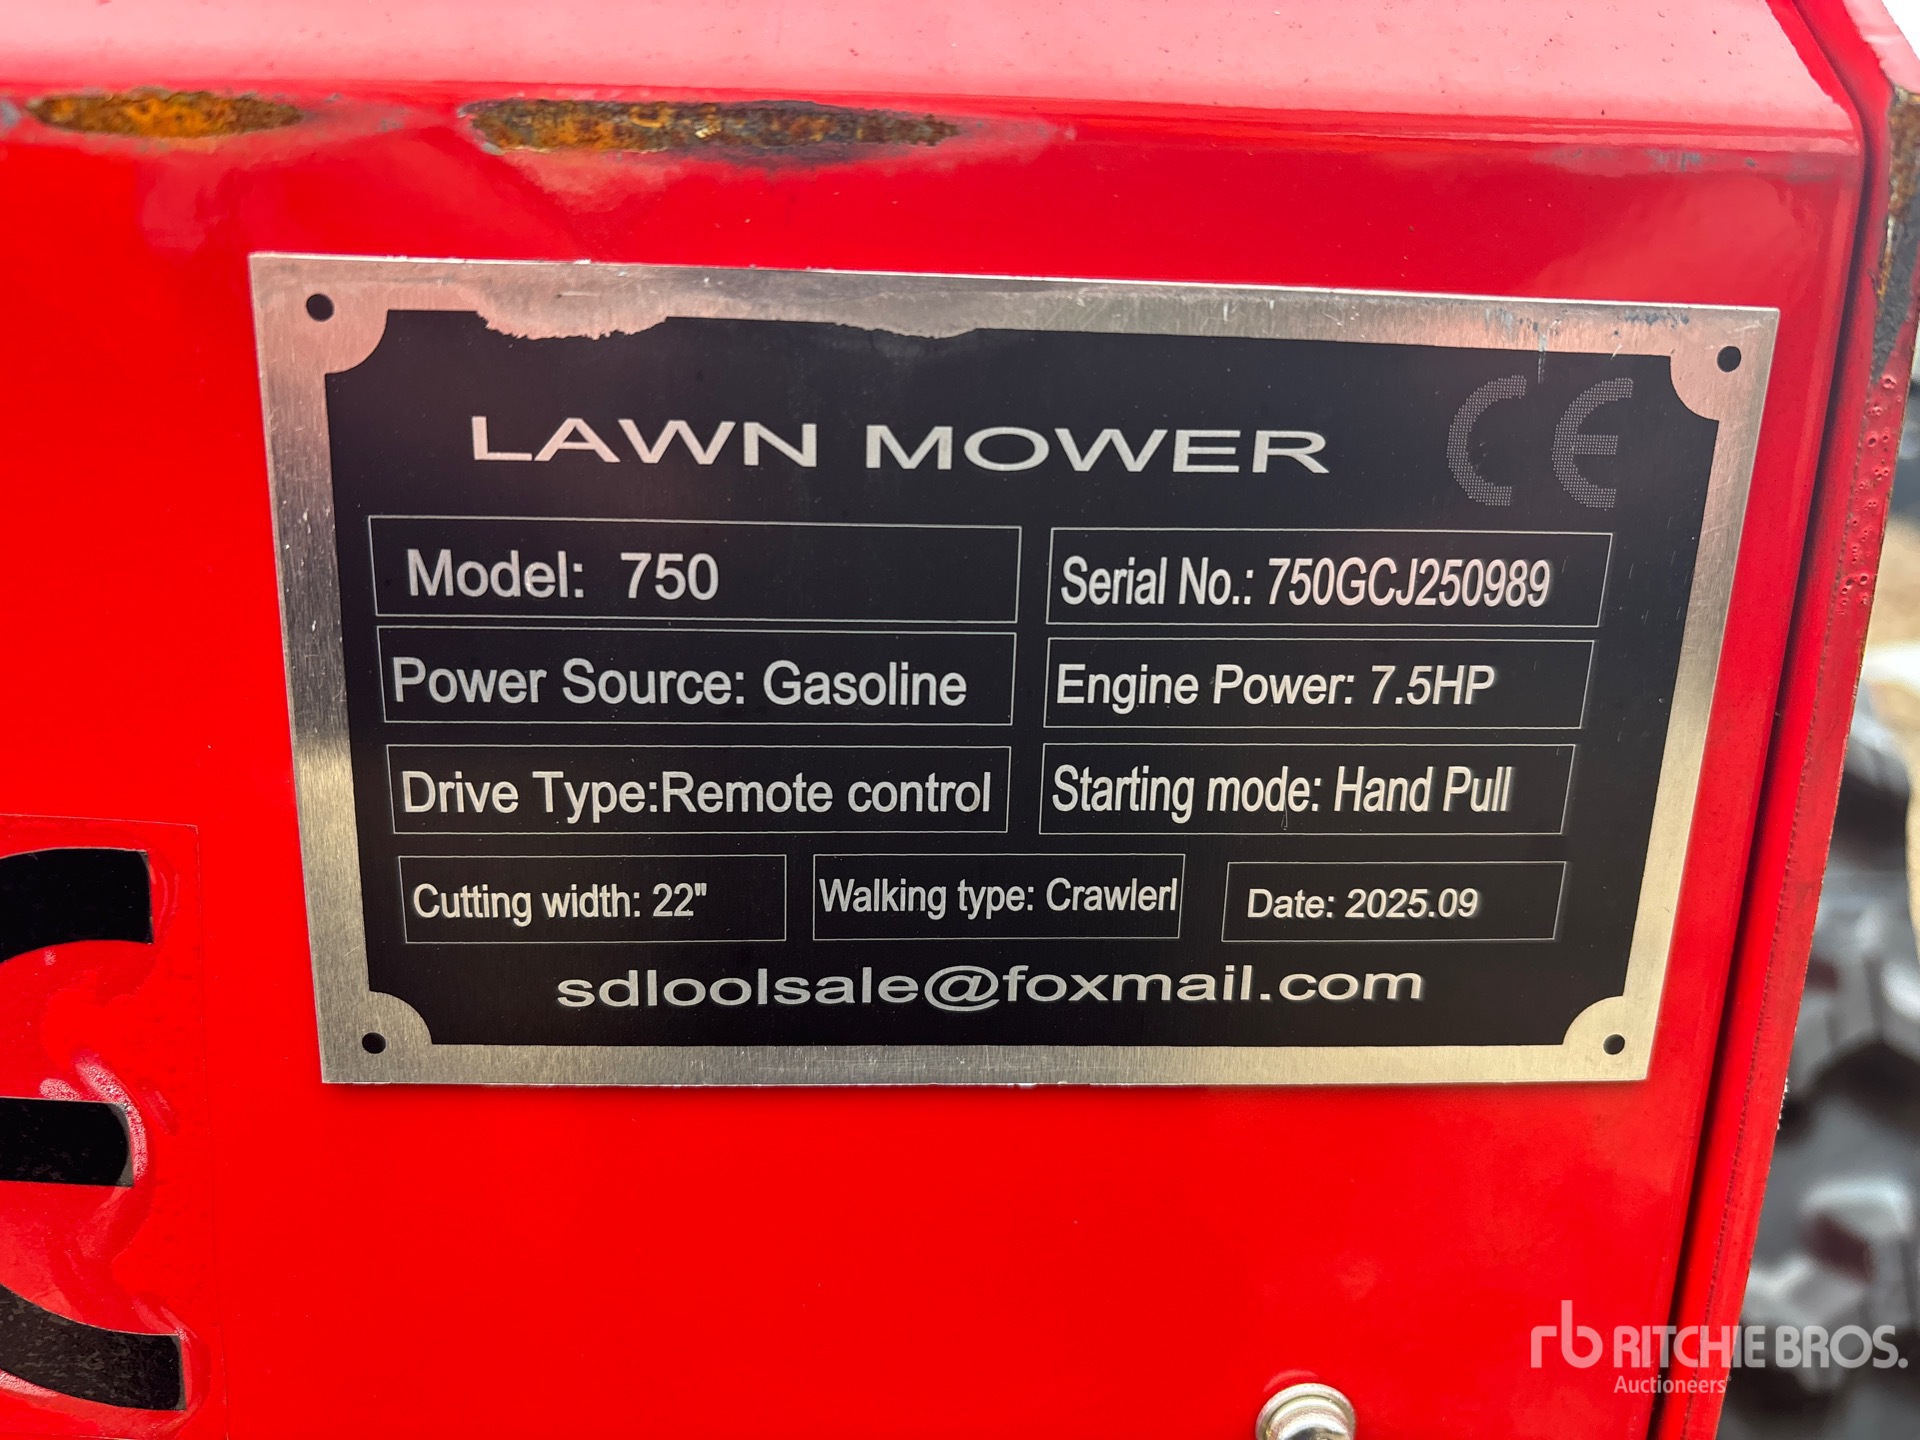 LAWN MOWER CE
Model: 750
Serial No.: 750GCJ250989
Power Source: Gasoline
Engine Power: 7.5HP
Drive Type:Remote control
Starting mode: Hand Pull
Cutting width: 22"
Walking type: Crawlerl
Date: 2025.09
sdloolsale@foxmail.com
rb RITCHIE BROS.
Auctioneers